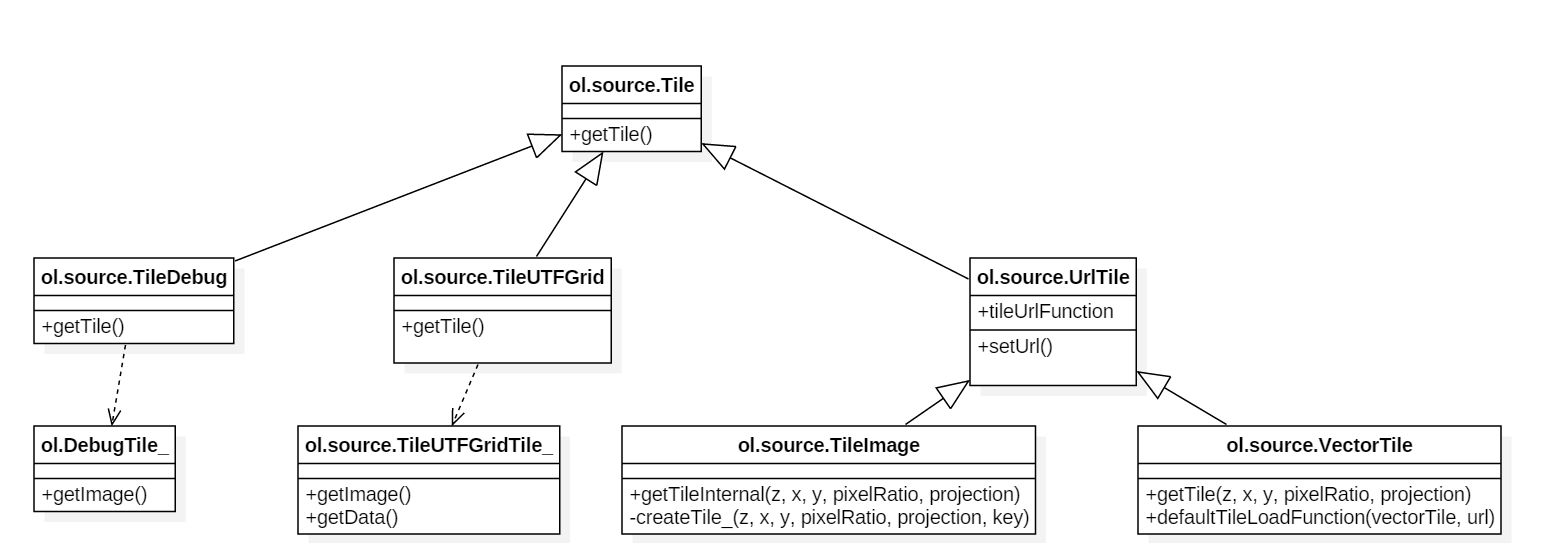 ol.source.Tile
+getTile()
ol.source.TileDebug
+getTile()
ol.source.TileUTFGrid
+getTile()
ol.source.UrlTile
+tileUrlFunction
+setUrl()
ol.DebugTile_
+getImage()
ol.source.TileUTFGridTile_
+getImage()
+getData()
ol.source.TileImage
+getTileInternal(z, x, y, pixelRatio, projection)
-createTile_(z, x, y, pixelRatio, projection, key)
ol.source.VectorTile
+getTile(z, x, y, pixelRatio, projection)
+defaultTileLoadFunction(vectorTile, url)